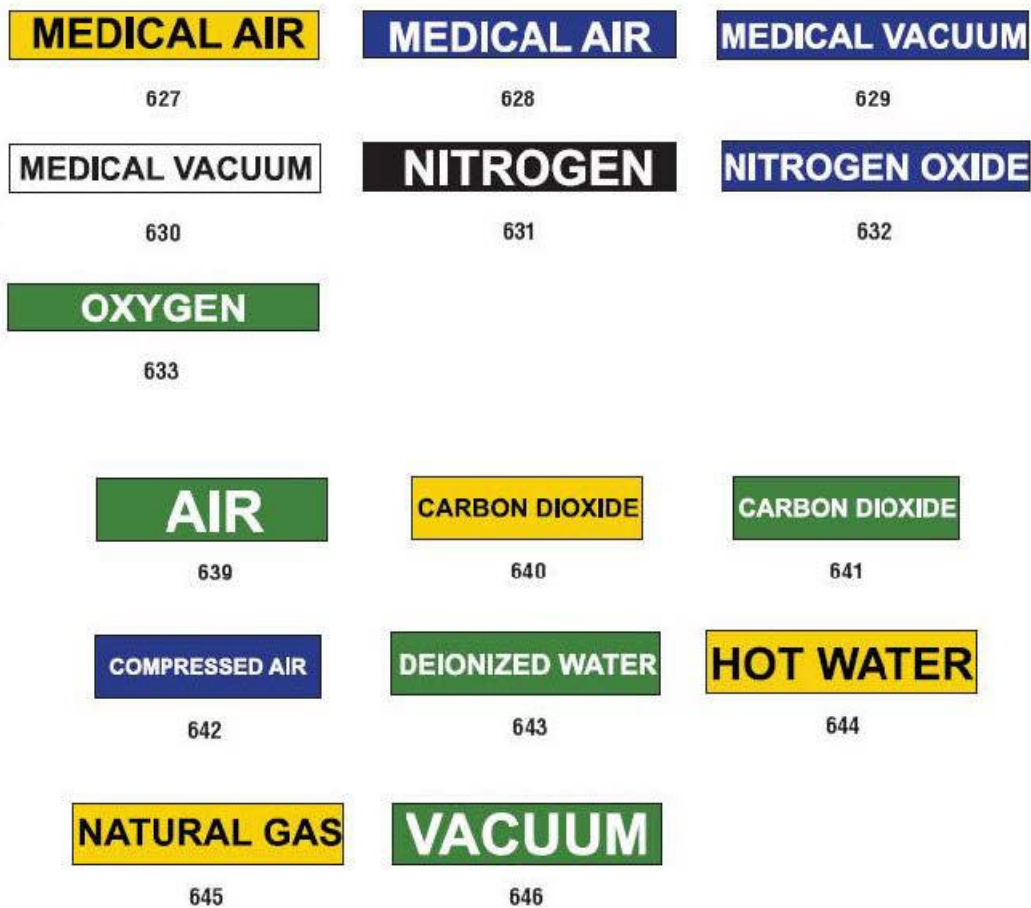 MEDICAL AIR
MEDICAL AIR
MEDICAL VACUUM
627
628
629
MEDICAL VACUUM
NITROGEN
NITROGEN OXIDE
630
631
632
OXYGEN
633
AIR
CARBON DIOXIDE
CARBON DIOXIDE
639
640
641
COMPRESSED AIR
DEIONIZED WATER
HOT WATER
642
643
644
NATURAL GAS
VACUUM
645
646